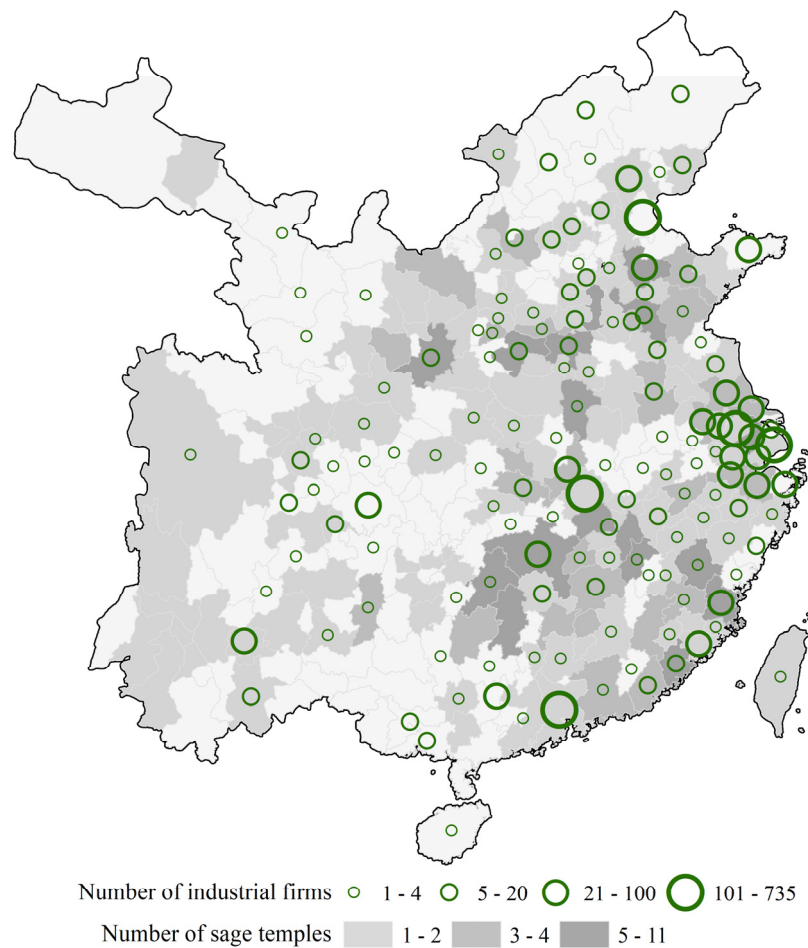 Number of industrial firms 1 - 4 5 - 20 21 - 100 101 - 735
Number of sage temples 1 - 2 3 - 4 5 - 11